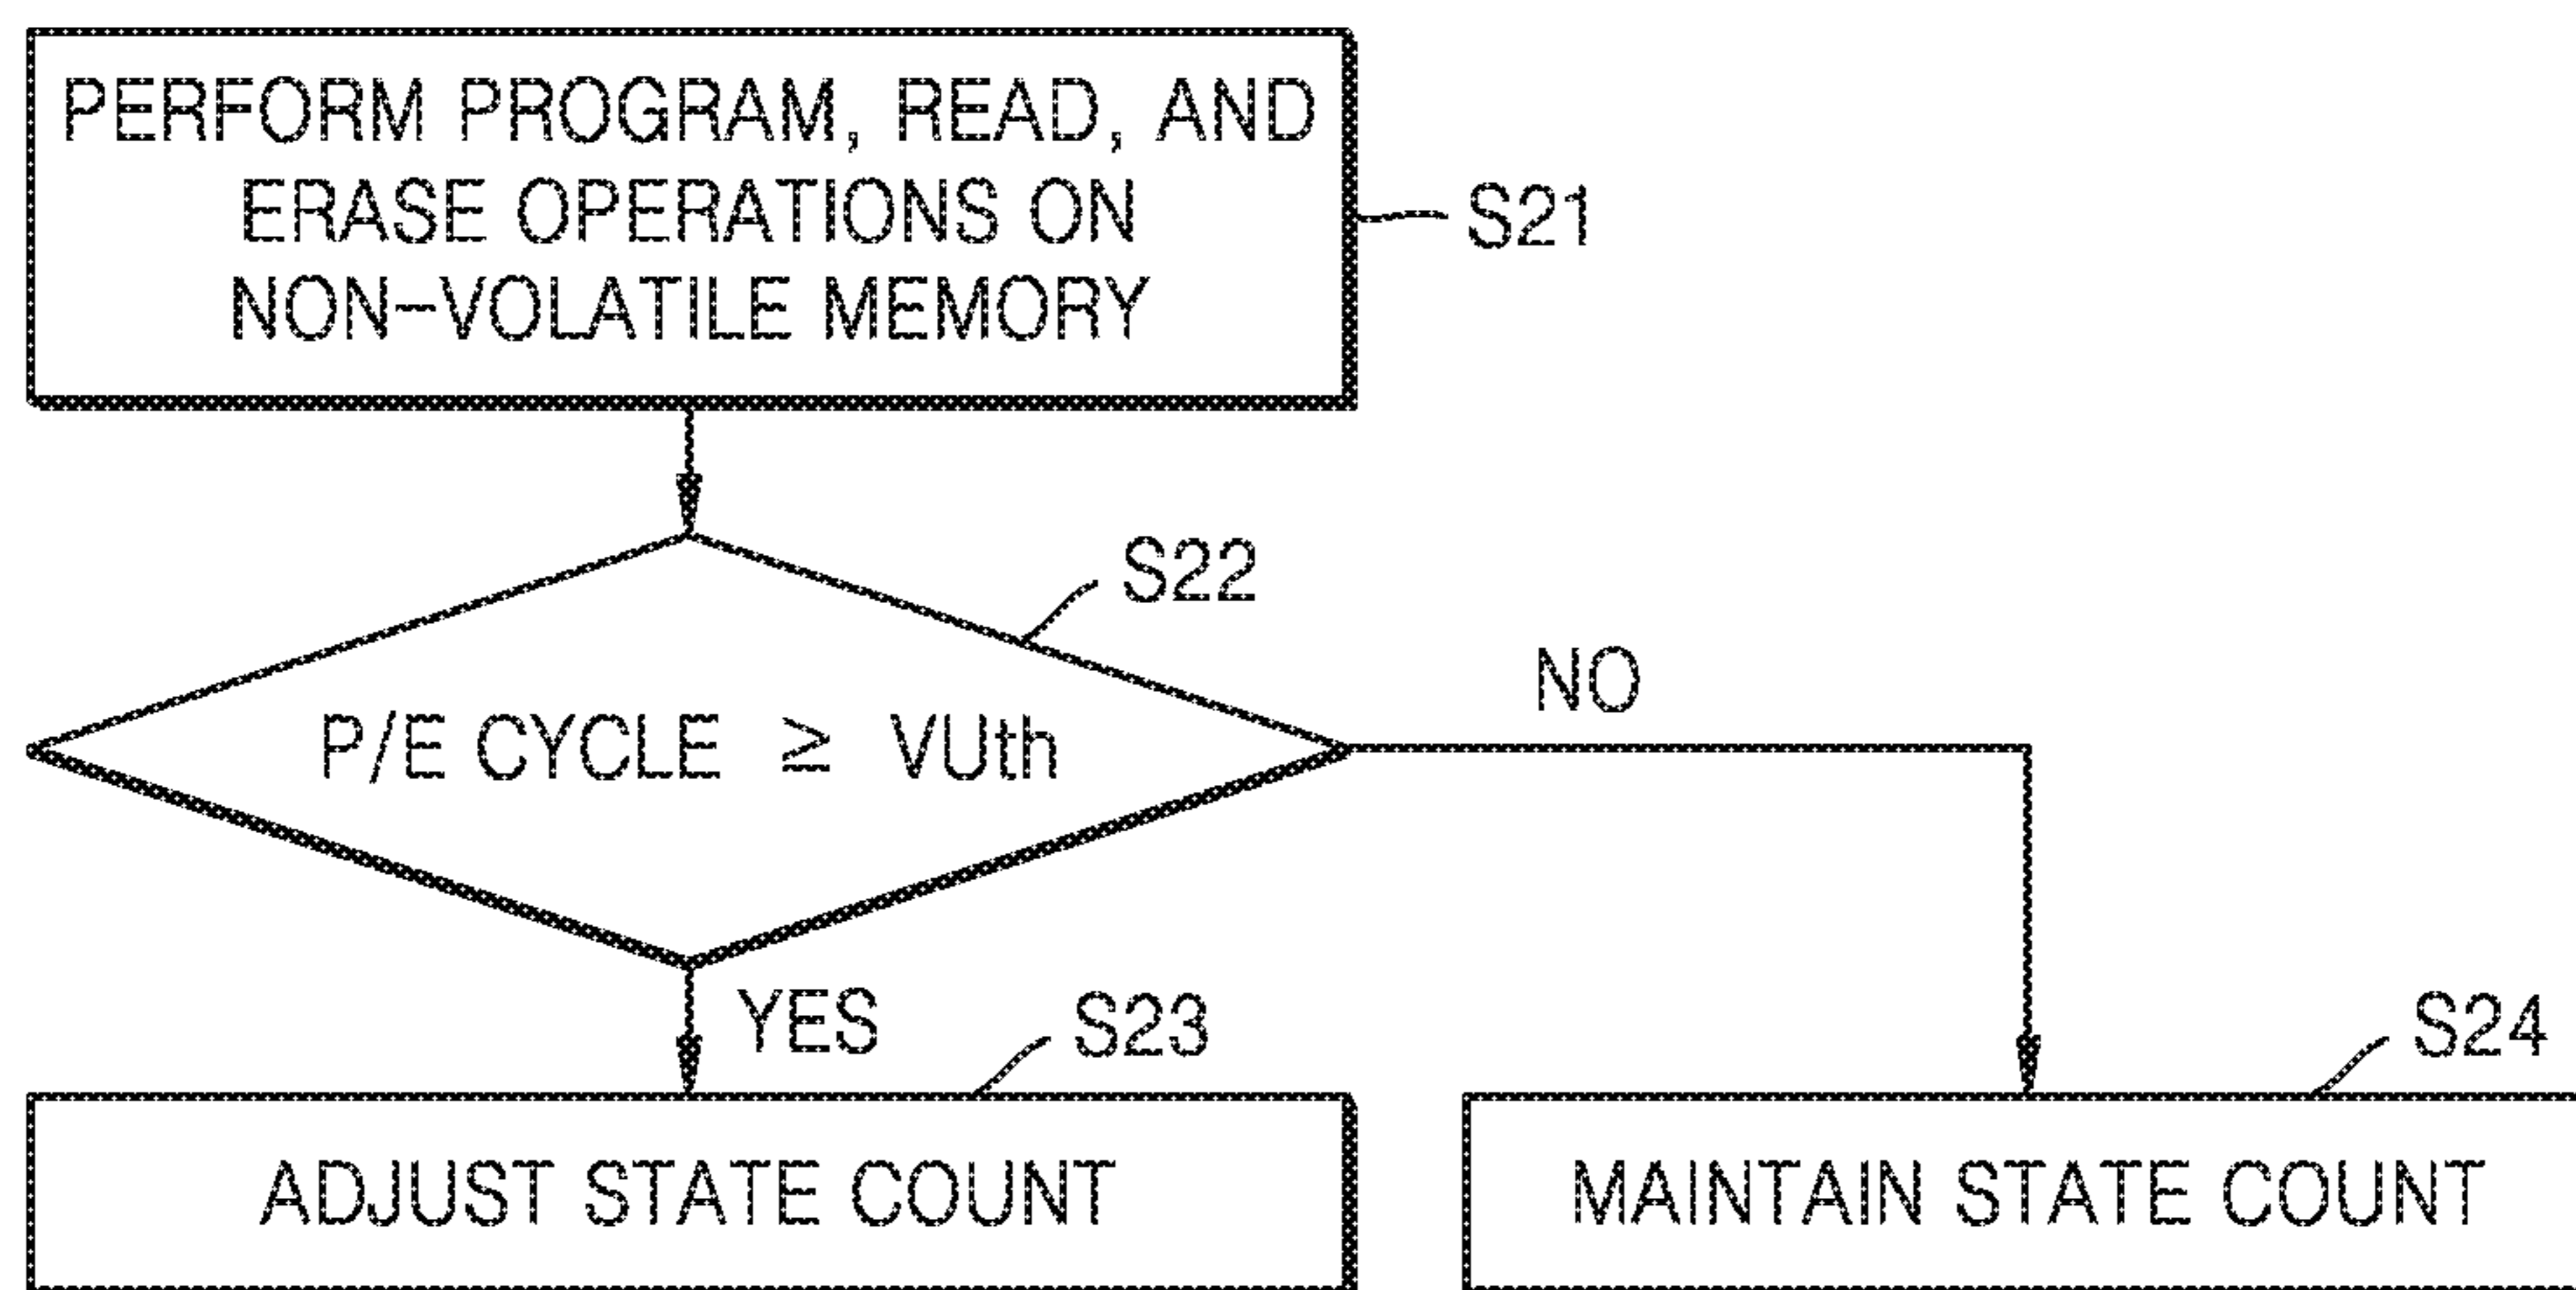 PERFORM PROGRAM, READ, AND
ERASE OPERATIONS ON
NON-VOLATILE MEMORY
S21
S22
P/E CYCLE ≥ VUth
NO
YES
S23
S24
ADJUST STATE COUNT
MAINTAIN STATE COUNT